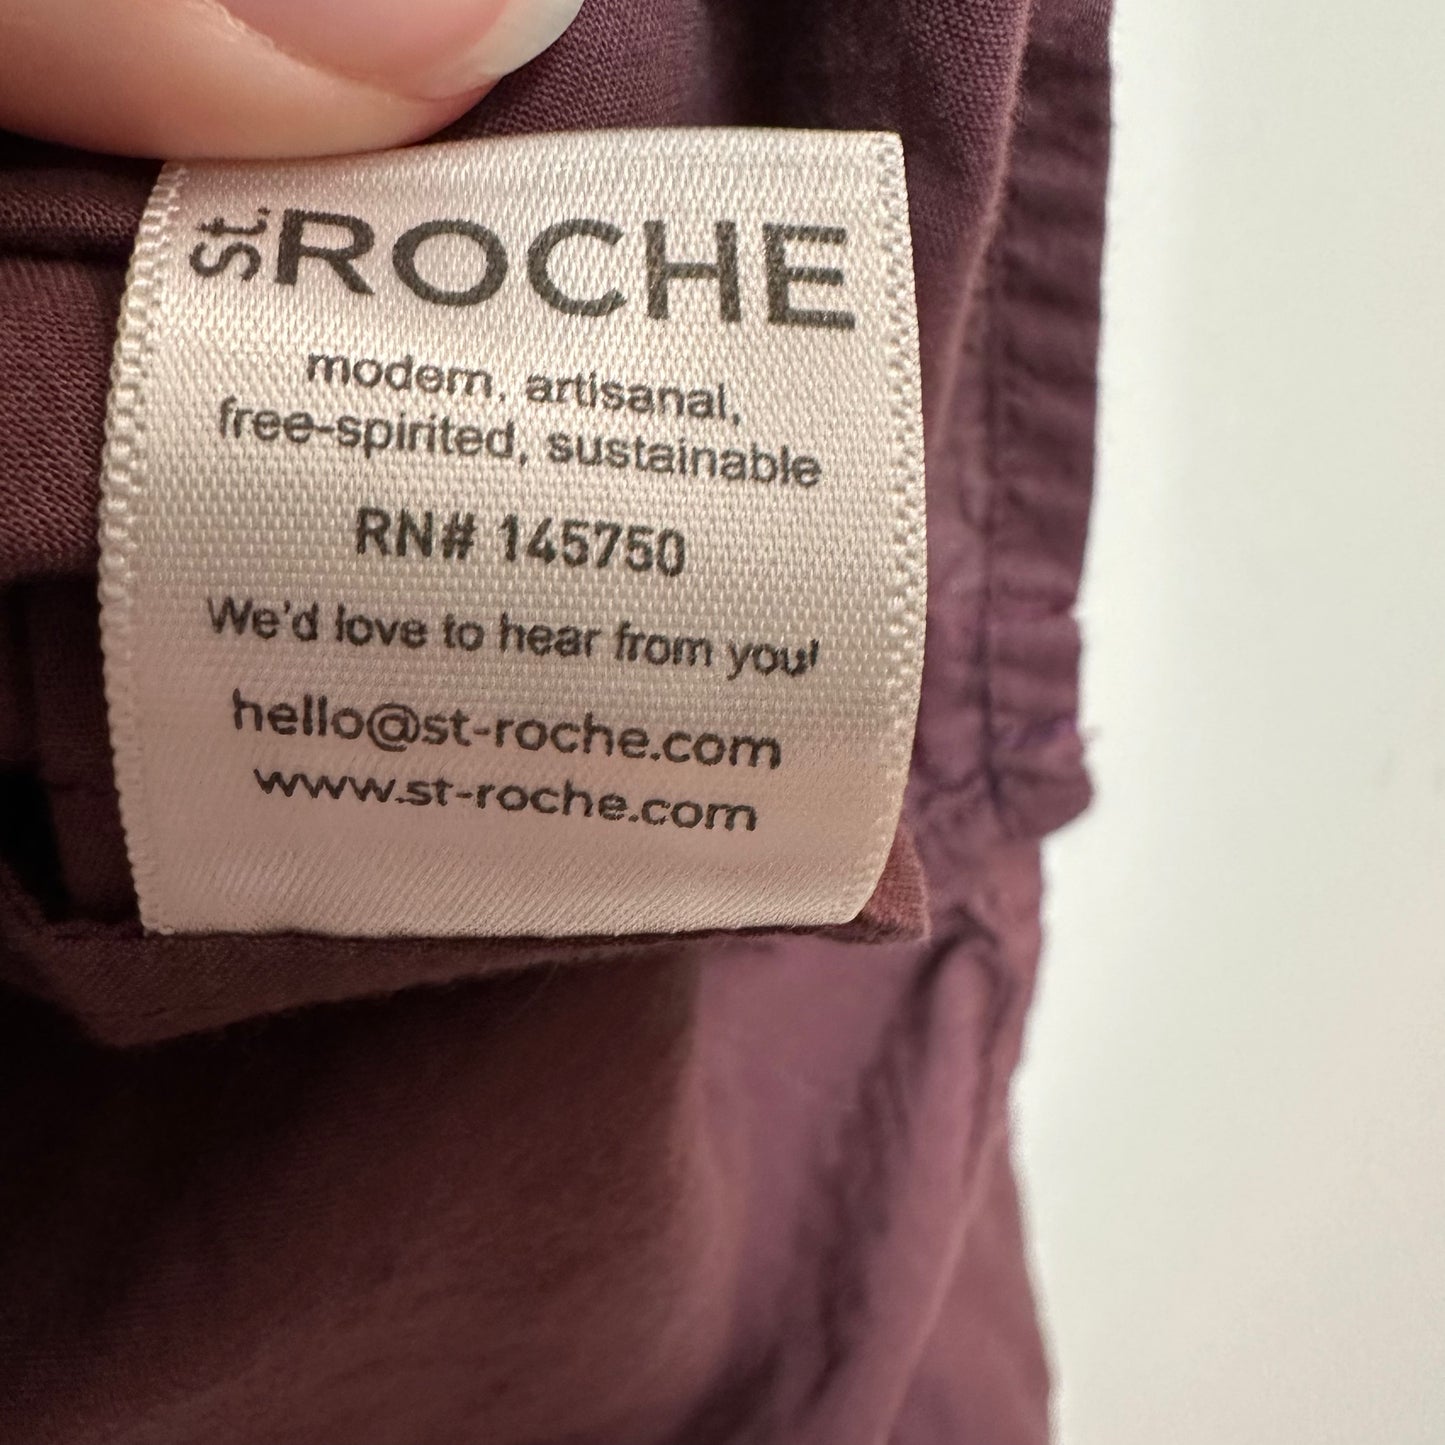 St. ROCHE
modern, artisanal,
free-spirited, sustainable
RN# 145750
We'd love to hear from you!
hello@st-roche.com
www.st-roche.com